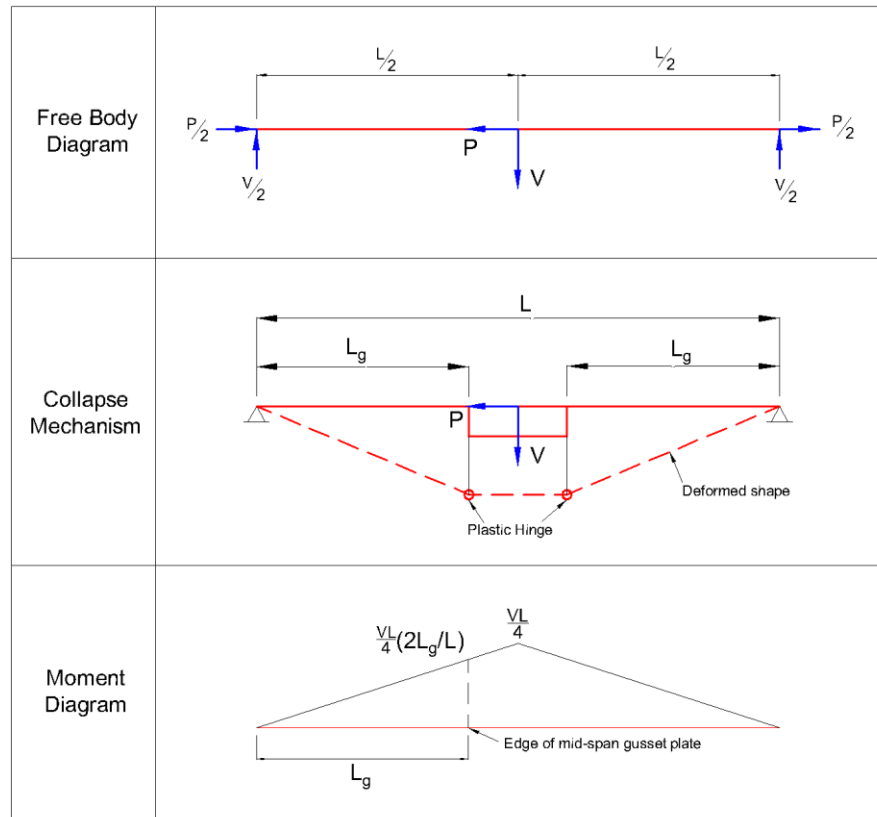 Free Body
Diagram
L/2
L/2
P/2
P
V
P/2
V/2
V/2
Collapse
Mechanism
L
Lg
Lg
P
V
Deformed shape
Plastic Hinge
Moment
Diagram
VL/4(2Lg/L)
VL/4
Edge of mid-span gusset plate
Lg